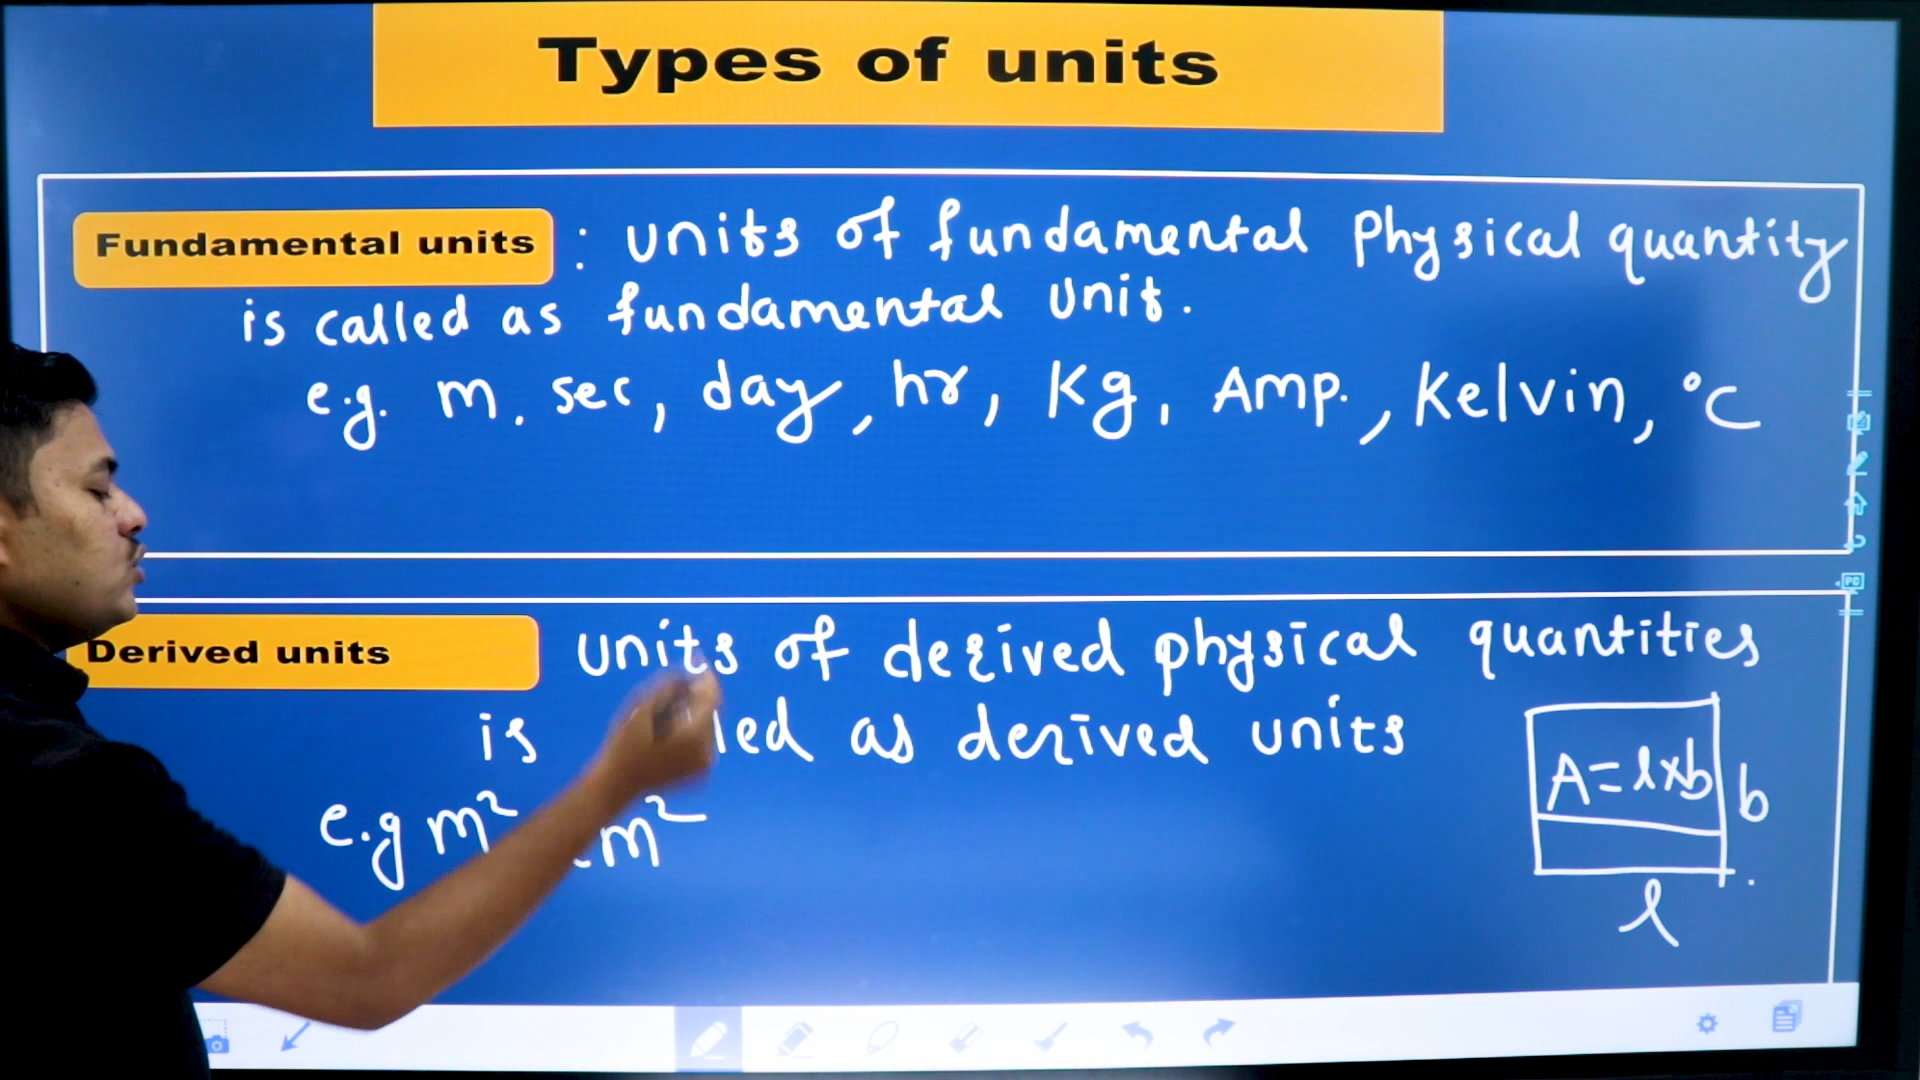 Types of units
Fundamental units : units of fundamental physical quantity
is called as fundamental unit.
e.g. m, sec, day, hr, Kg, Amp., Kelvin, °C
Derived units units of derived physical quantities
is as derived units
e.g m² m²
A=l×b
b
l
PC